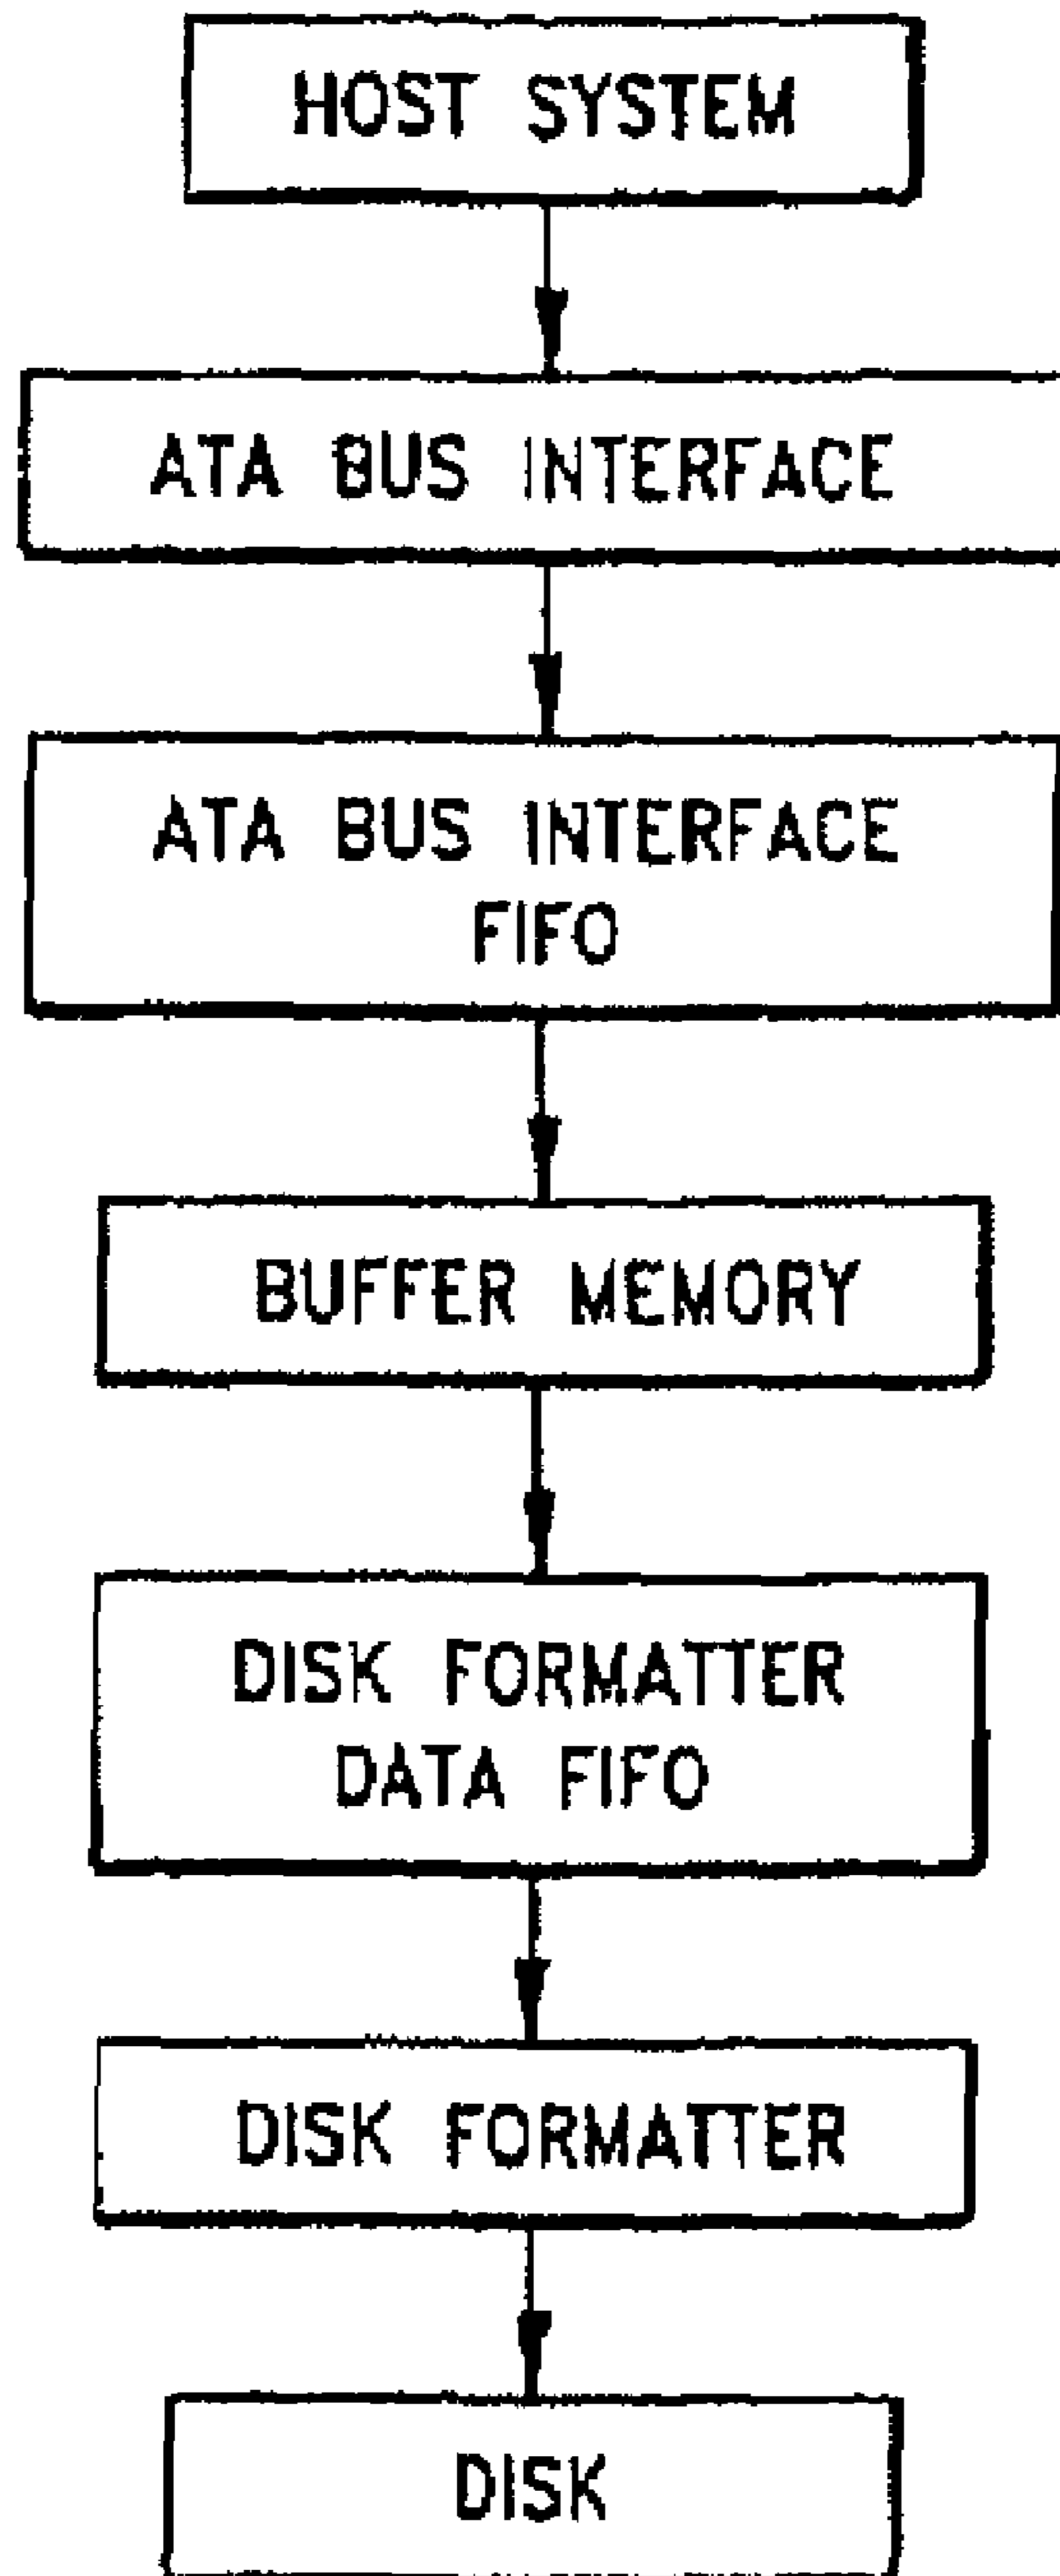 HOST SYSTEM
ATA BUS INTERFACE
ATA BUS INTERFACE
FIFO
BUFFER MEMORY
DISK FORMATTER
DATA FIFO
DISK FORMATTER
DISK